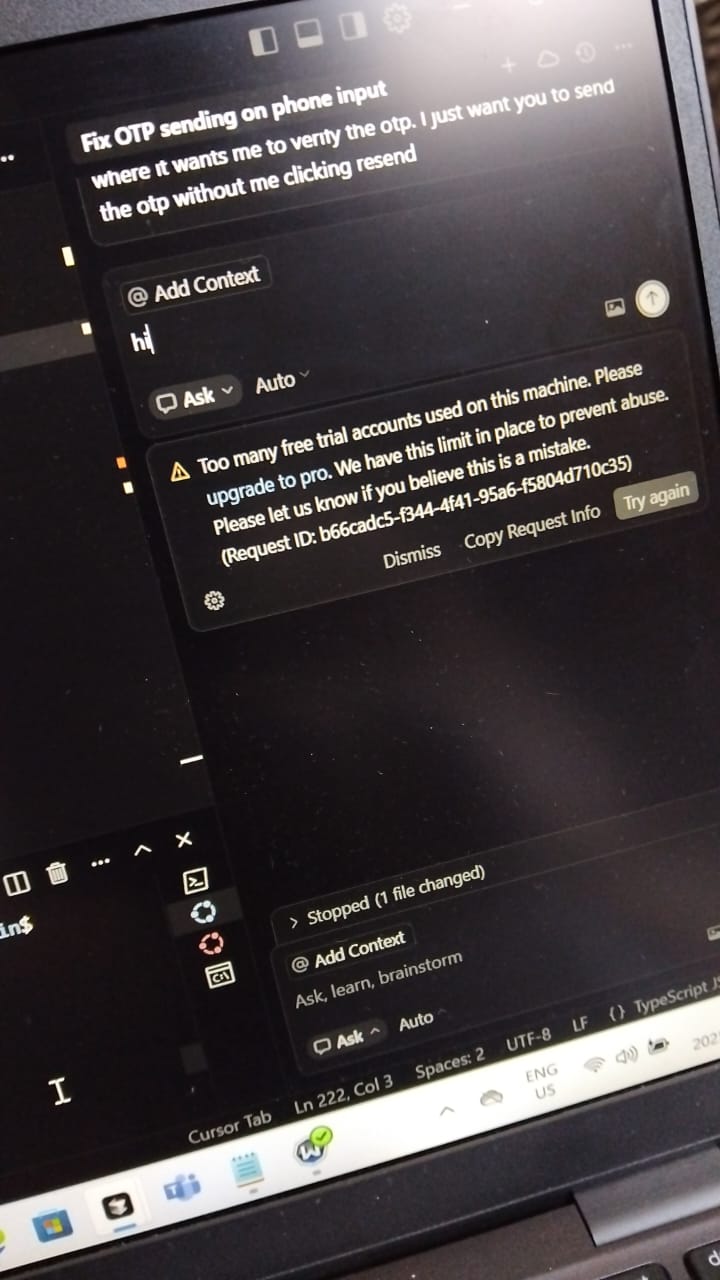 Fix OTP sending on phone input
where it wants me to verify the otp. I just want you to send
the otp without me clicking resend
@ Add Context
hi
Ask
Auto
Too many free trial accounts used on this machine. Please
upgrade to pro. We have this limit in place to prevent abuse.
Please let us know if you believe this is a mistake.
(Request ID: b66cadc5-f344-4f41-95a6-f5804d710c35)
Dismiss
Copy Request Info
Try again
in$
> Stopped (1 file changed)
@ Add Context
Ask, learn, brainstorm
Ask
Auto
Cursor Tab
Ln 222, Col 3
Spaces: 2
UTF-8
LF
{} TypeScript JS
ENG
US
202